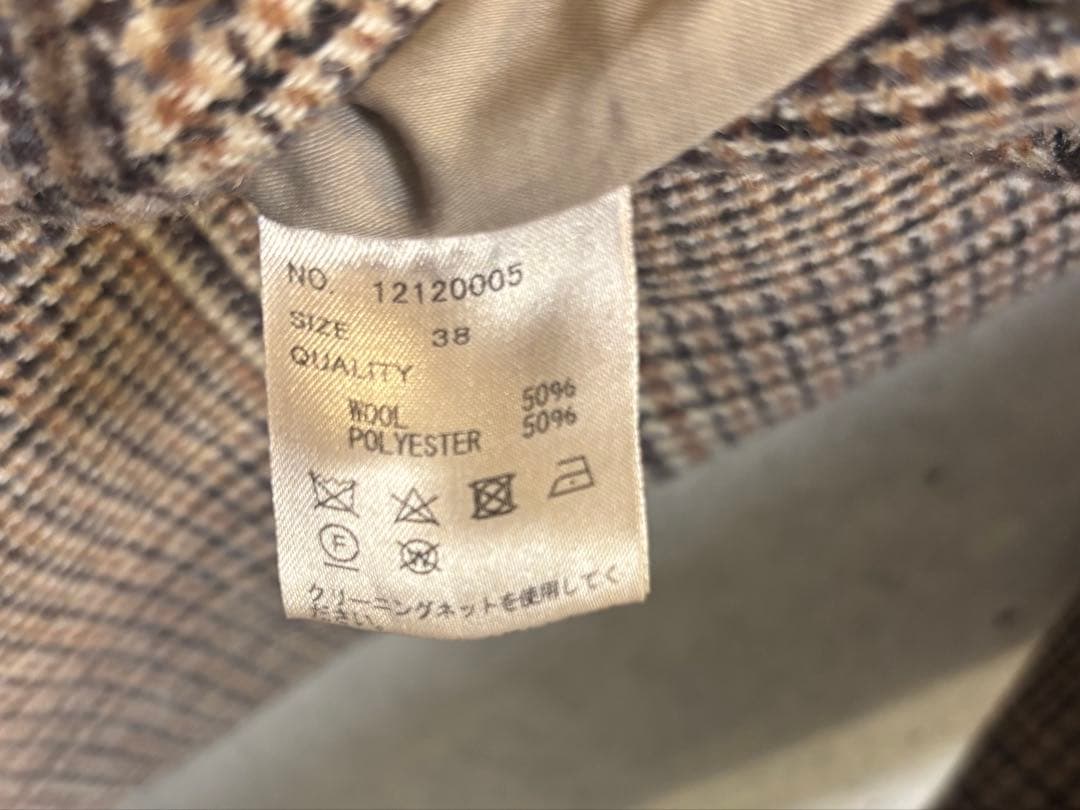 NO. 12120005
SIZE 38
QUALITY
WOOL 50%
POLYESTER 50%
F
W
クリーニングネットを使用してく
ださい。